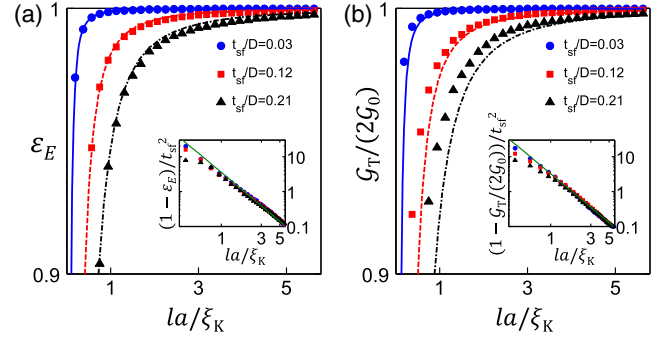 (a)
1
ε_E
0.9
t_sf/D=0.03
t_sf/D=0.12
t_sf/D=0.21
(1 − ε_E)/t_sf^2
10
1
0.1
1 3 5
la/ξ_K
1 3 5
la/ξ_K
(b)
1
𝒢_T/(2𝒢_0)
0.9
t_sf/D=0.03
t_sf/D=0.12
t_sf/D=0.21
(1 − 𝒢_T/(2𝒢_0))/t_sf^2
10
1
0.1
1 3 5
la/ξ_K
1 3 5
la/ξ_K